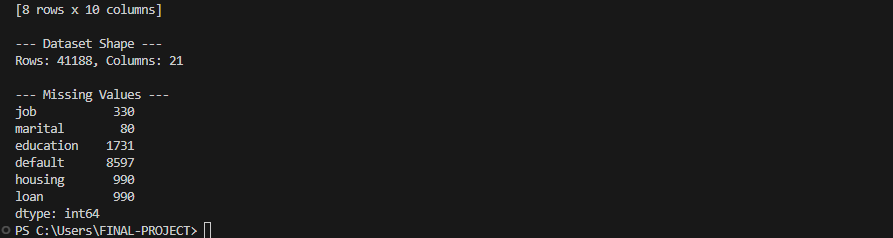 [8 rows x 10 columns]
--- Dataset Shape ---
Rows: 41188, Columns: 21
--- Missing Values ---
job 330
marital 80
education 1731
default 8597
housing 990
loan 990
dtype: int64
PS C:\Users\FINAL-PROJECT>